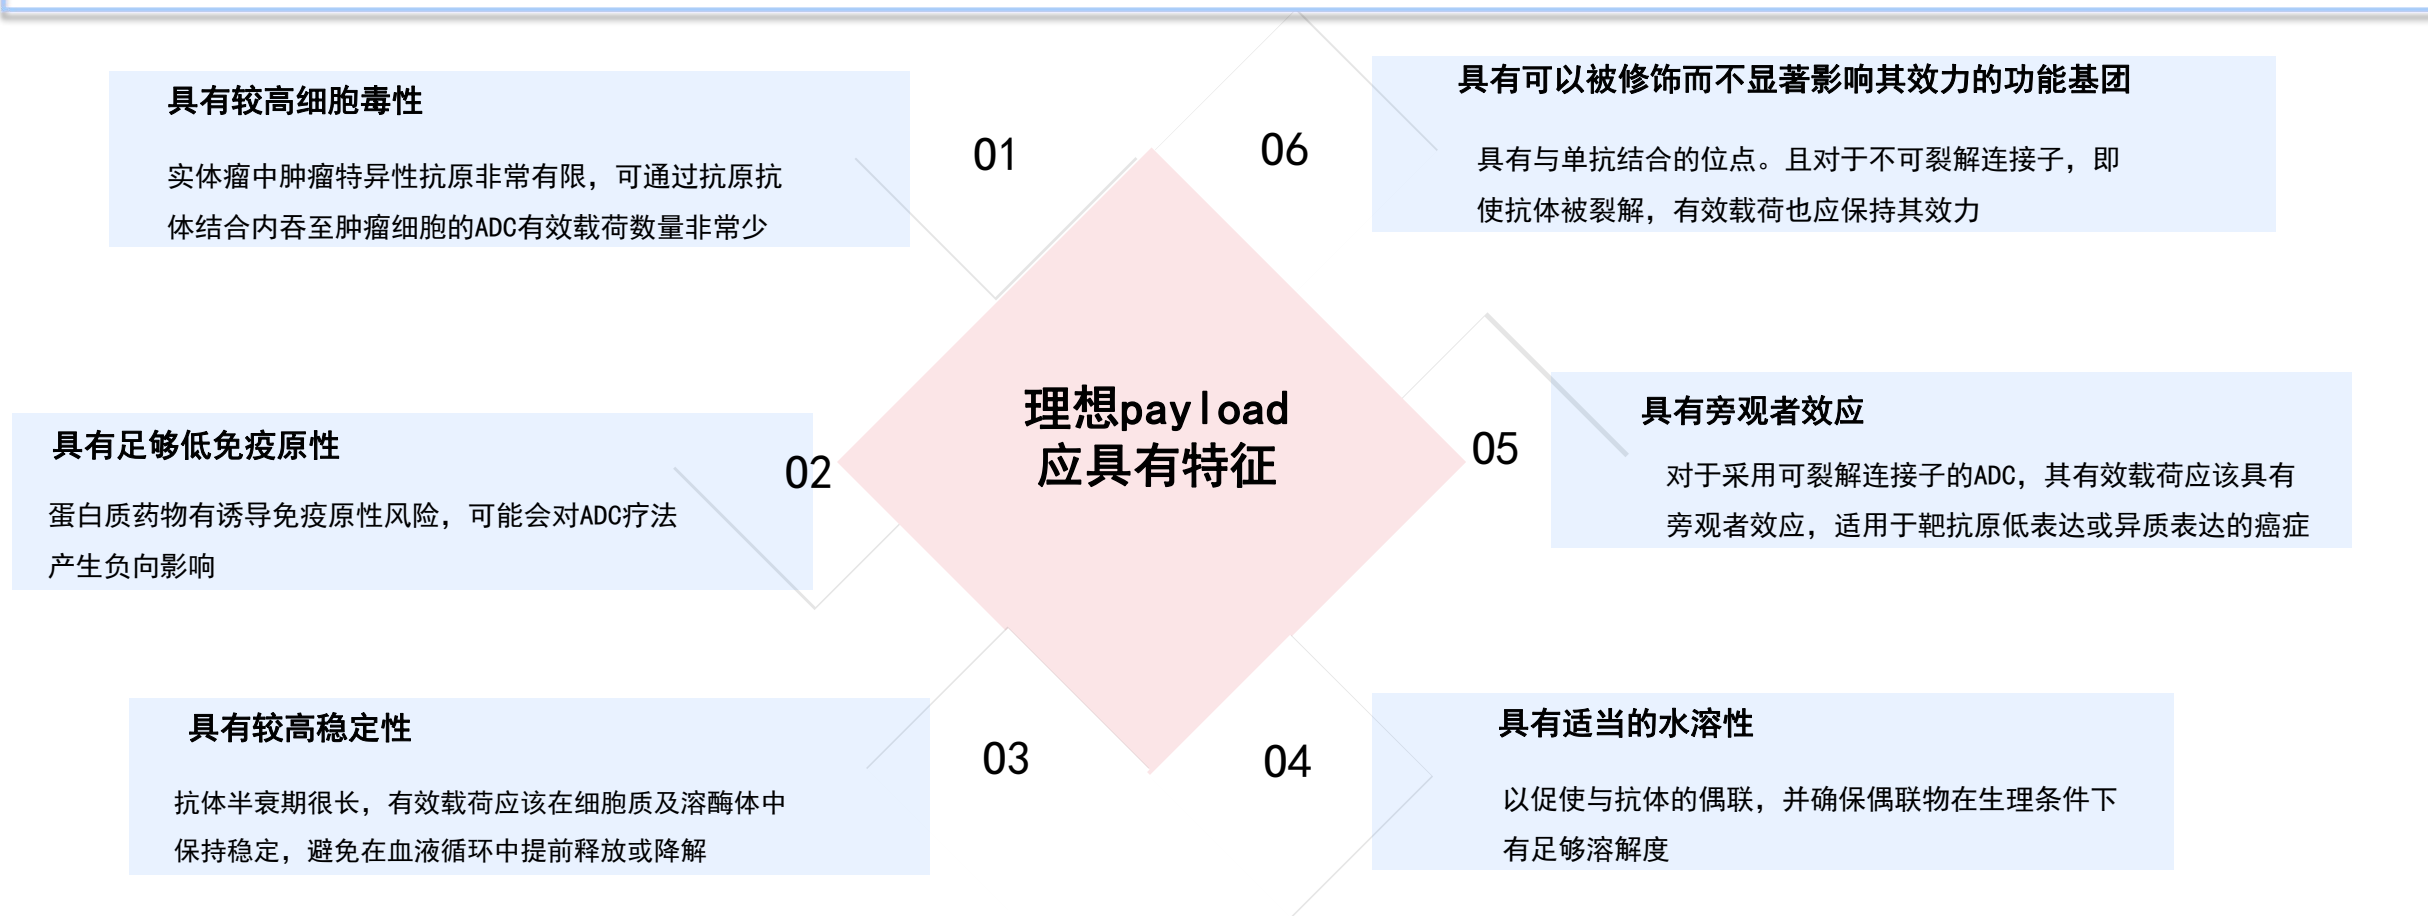 具有较高细胞毒性
实体瘤中肿瘤特异性抗原非常有限，可通过抗原抗
体结合内吞至肿瘤细胞的ADC有效载荷数量非常少
01
具有足够低免疫原性
蛋白质药物有诱导免疫原性风险，可能会对ADC疗法
产生负向影响
02
具有较高稳定性
抗体半衰期很长，有效载荷应该在细胞质及溶酶体中
保持稳定，避免在血液循环中提前释放或降解
03
理想payload
应具有特征
04
具有适当的水溶性
以促使与抗体的偶联，并确保偶联物在生理条件下
有足够溶解度
05
具有旁观者效应
对于采用可裂解连接子的ADC，其有效载荷应该具有
旁观者效应，适用于靶抗原低表达或异质表达的癌症
06
具有可以被修饰而不显著影响其效力的功能基团
具有与单抗结合的位点。且对于不可裂解连接子，即
使抗体被裂解，有效载荷也应保持其效力